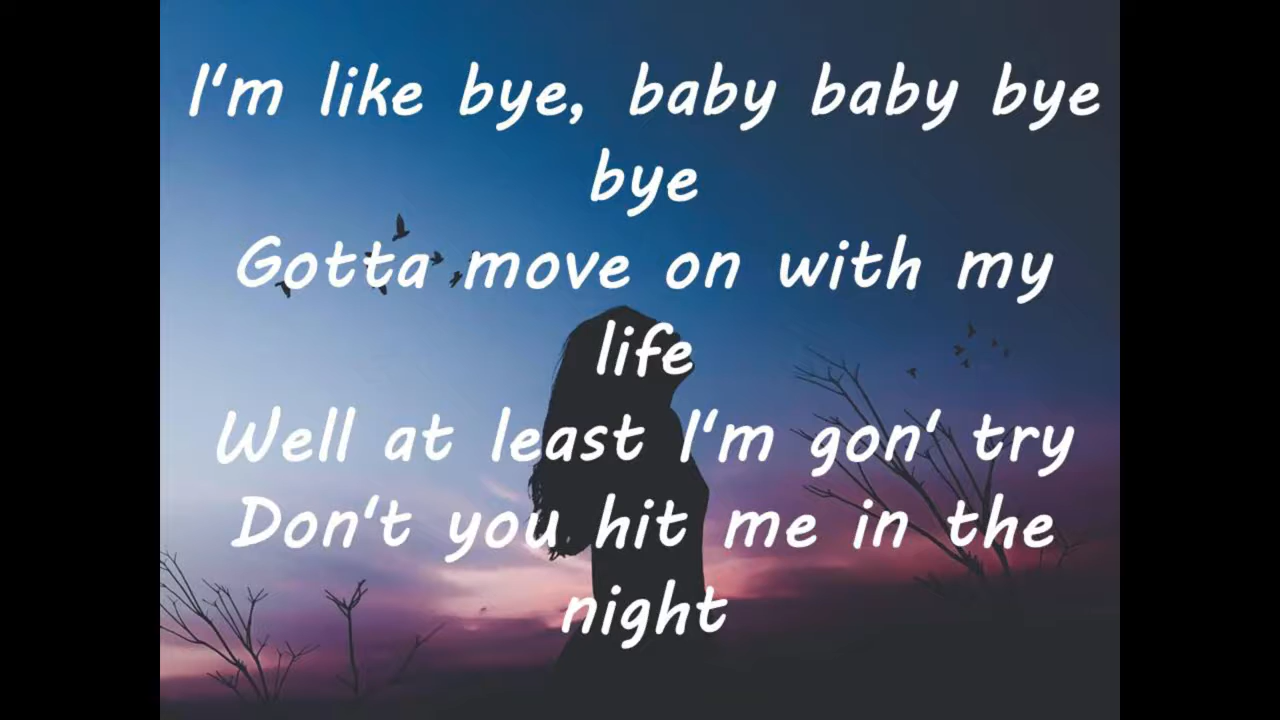 I'm like bye, baby baby bye
bye
Gotta move on with my
life
Well at least I'm gon' try
Don't you hit me in the
night